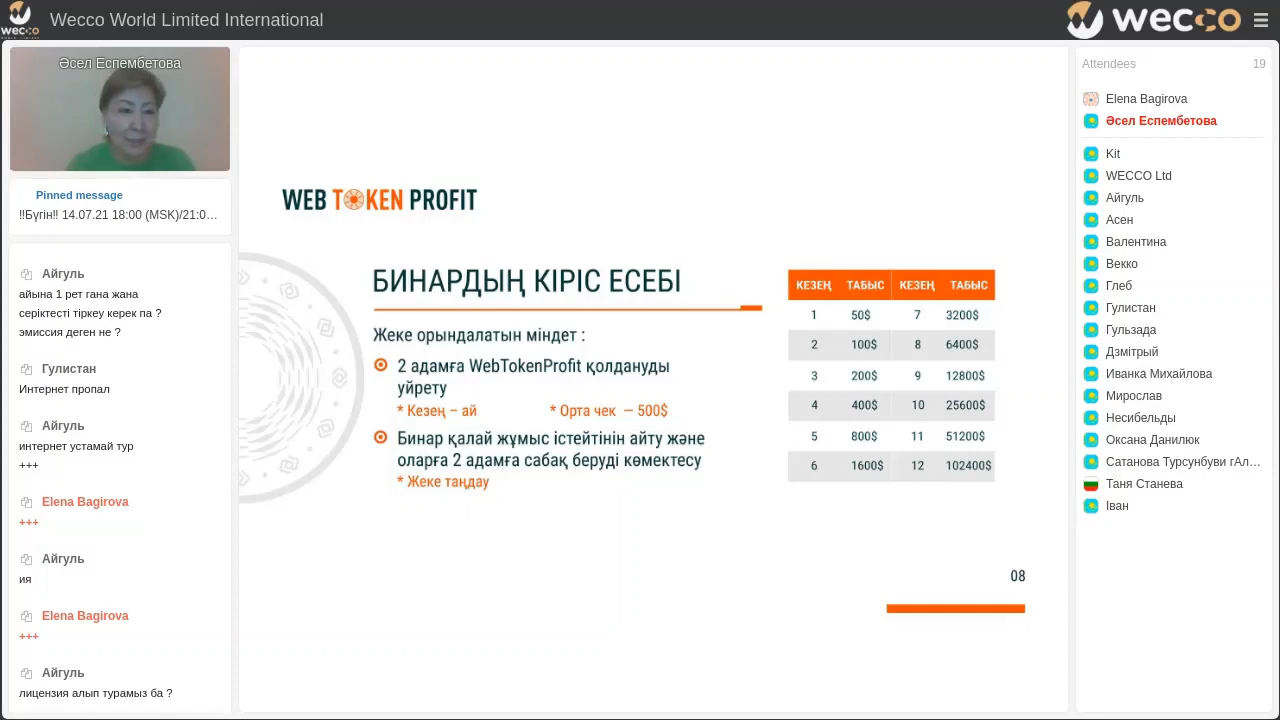 wecco
Wecco World Limited International
wecco
Әсел Еспембетова
Pinned message
!!Бүгін!! 14.07.21 18:00 (MSK)/21:0…
Айгуль
айына 1 рет гана жана
серіктесті тіркеу керек па ?
эмиссия деген не ?
Гулистан
Интернет пропал
Айгуль
интернет устамай тур
+++
Elena Bagirova
+++
Айгуль
ия
Elena Bagirova
+++
Айгуль
лицензия алып турамыз ба ?
WEB TOKEN PROFIT
БИНАРДЫҢ КІРІС ЕСЕБІ
Жеке орындалатын міндет :
2 адамға WebTokenProfit қолдануды
уйрету
* Кезең – ай * Орта чек — 500$
Бинар қалай жұмыс істейтінін айту және
оларға 2 адамға сабақ беруді көмектесу
* Жеке таңдау
КЕЗЕҢ ТАБЫС КЕЗЕҢ ТАБЫС
1 50$ 7 3200$
2 100$ 8 6400$
3 200$ 9 12800$
4 400$ 10 25600$
5 800$ 11 51200$
6 1600$ 12 102400$
08
Attendees 19
Elena Bagirova
Әсел Еспембетова
Kit
WECCO Ltd
Айгуль
Асен
Валентина
Векко
Глеб
Гулистан
Гульзада
Дзмітрый
Иванка Михайлова
Мирослав
Несибельды
Оксана Данилюк
Сатанова Турсунбуви гАл…
Таня Станева
Іван